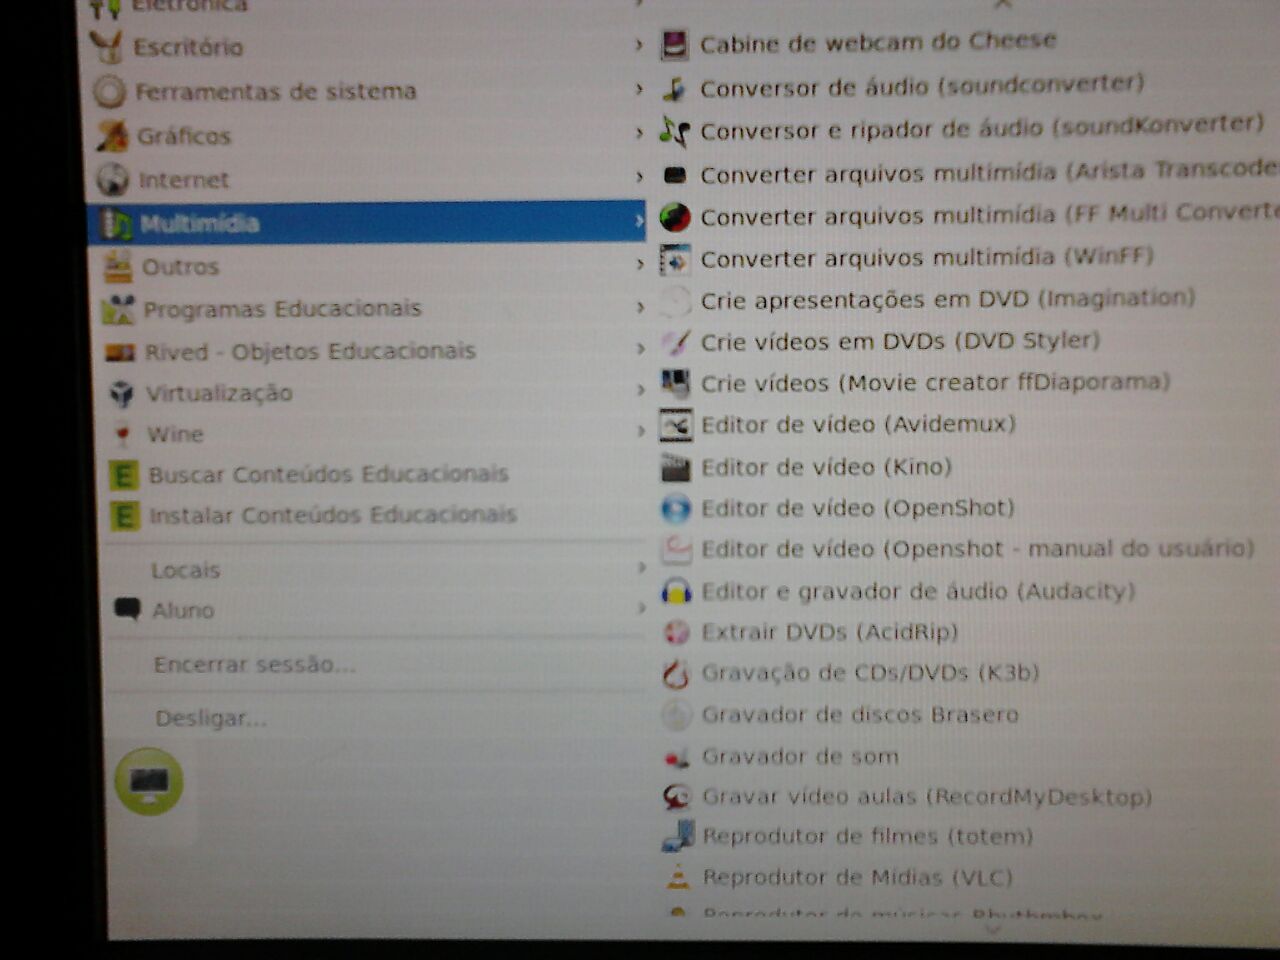 Eletrônica
Escritório
Ferramentas de sistema
Gráficos
Internet
Multimídia
Outros
Programas Educacionais
Rived - Objetos Educacionais
Virtualização
Wine
E Buscar Conteúdos Educacionais
E Instalar Conteúdos Educacionais
Locais
Aluno
Encerrar sessão...
Desligar...
Cabine de webcam do Cheese
Conversor de áudio (soundconverter)
Conversor e ripador de áudio (soundKonverter)
Converter arquivos multimídia (Arista Transcode
Converter arquivos multimídia (FF Multi Converte
Converter arquivos multimídia (WinFF)
Crie apresentações em DVD (Imagination)
Crie vídeos em DVDs (DVD Styler)
Crie vídeos (Movie creator ffDiaporama)
Editor de vídeo (Avidemux)
Editor de vídeo (Kino)
Editor de vídeo (OpenShot)
Editor de vídeo (Openshot - manual do usuário)
Editor e gravador de áudio (Audacity)
Extrair DVDs (AcidRip)
Gravação de CDs/DVDs (K3b)
Gravador de discos Brasero
Gravador de som
Gravar vídeo aulas (RecordMyDesktop)
Reprodutor de filmes (totem)
Reprodutor de Mídias (VLC)
Reprodutor de músicas Rhythmbox